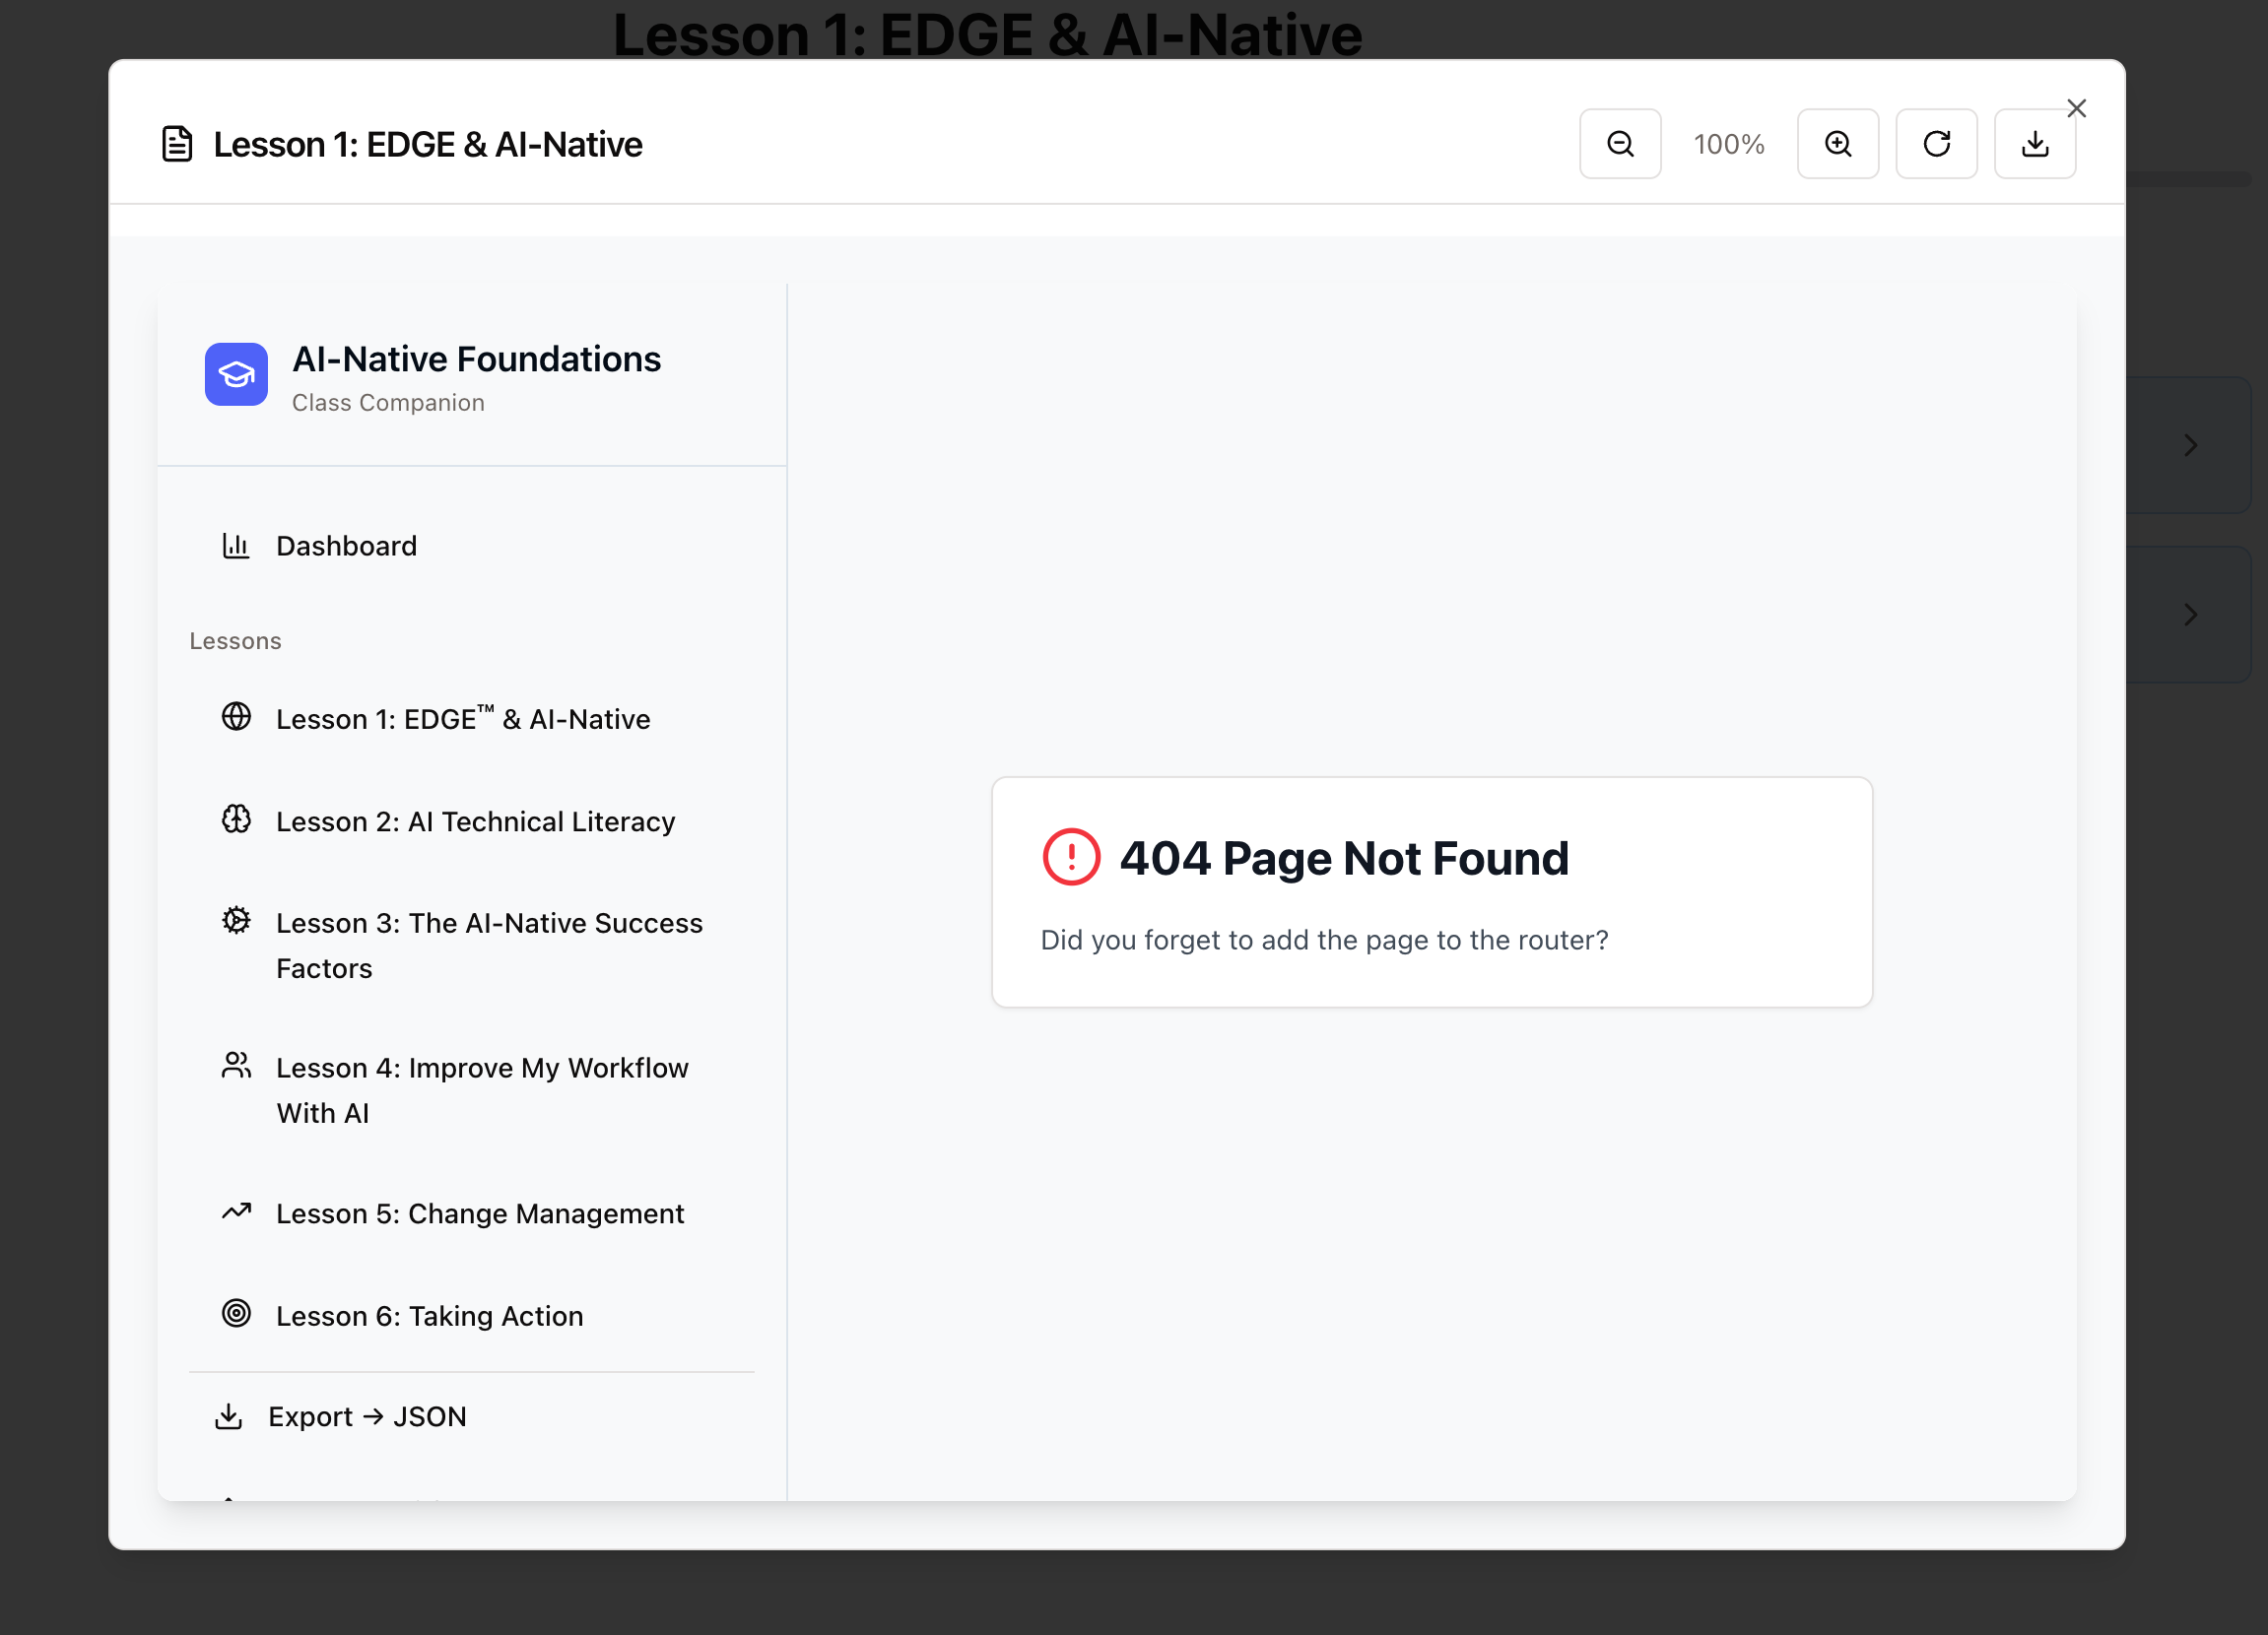 Lesson 1: EDGE & AI-Native
Lesson 1: EDGE & AI-Native
100%
AI-Native Foundations
Class Companion
Dashboard
Lessons
Lesson 1: EDGE™ & AI-Native
Lesson 2: AI Technical Literacy
Lesson 3: The AI-Native Success
Factors
Lesson 4: Improve My Workflow
With AI
Lesson 5: Change Management
Lesson 6: Taking Action
Export → JSON
404 Page Not Found
Did you forget to add the page to the router?